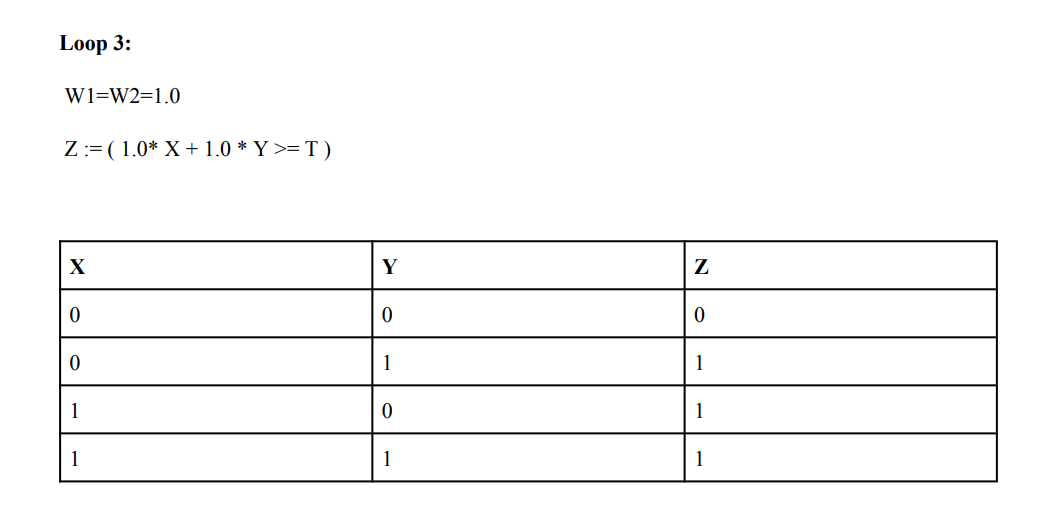 Loop 3:
W1=W2=1.0
Z := ( 1.0* X + 1.0 * Y >= T )
X Y Z
0 0 0
0 1 1
1 0 1
1 1 1